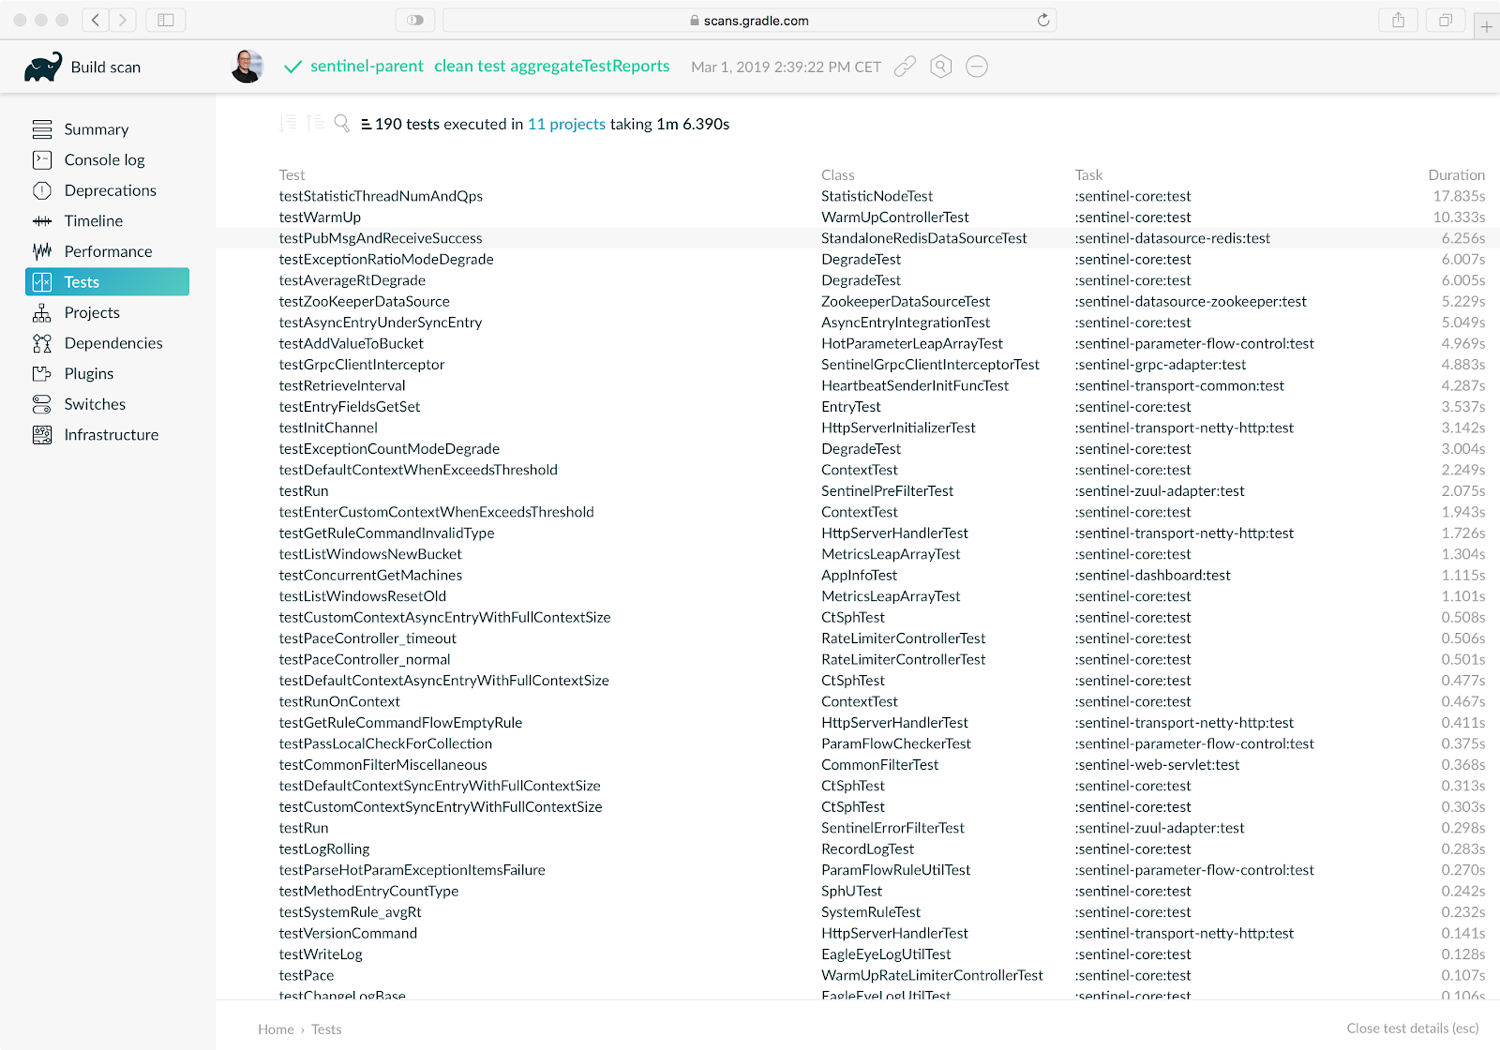 scans.gradle.com
Build scan
sentinel-parent clean test aggregateTestReports Mar 1, 2019 2:39:22 PM CET
Summary
Console log
Deprecations
Timeline
Performance
Tests
Projects
Dependencies
Plugins
Switches
Infrastructure
190 tests executed in 11 projects taking 1m 6.390s
Test Class Task Duration
testStatisticThreadNumAndQps StatisticNodeTest :sentinel-core:test 17.835s
testWarmUp WarmUpControllerTest :sentinel-core:test 10.333s
testPubMsgAndReceiveSuccess StandaloneRedisDataSourceTest :sentinel-datasource-redis:test 6.256s
testExceptionRatioModeDegrade DegradeTest :sentinel-core:test 6.007s
testAverageRtDegrade DegradeTest :sentinel-core:test 6.005s
testZooKeeperDataSource ZookeeperDataSourceTest :sentinel-datasource-zookeeper:test 5.229s
testAsyncEntryUnderSyncEntry AsyncEntryIntegrationTest :sentinel-core:test 5.049s
testAddValueToBucket HotParameterLeapArrayTest :sentinel-parameter-flow-control:test 4.969s
testGrpcClientInterceptor SentinelGrpcClientInterceptorTest :sentinel-grpc-adapter:test 4.883s
testRetrieveInterval HeartbeatSenderInitFuncTest :sentinel-transport-common:test 4.287s
testEntryFieldsGetSet EntryTest :sentinel-core:test 3.537s
testInitChannel HttpServerInitializerTest :sentinel-transport-netty-http:test 3.142s
testExceptionCountModeDegrade DegradeTest :sentinel-core:test 3.004s
testDefaultContextWhenExceedsThreshold ContextTest :sentinel-core:test 2.249s
testRun SentinelPreFilterTest :sentinel-zuul-adapter:test 2.075s
testEnterCustomContextWhenExceedsThreshold ContextTest :sentinel-core:test 1.943s
testGetRuleCommandInvalidType HttpServerHandlerTest :sentinel-transport-netty-http:test 1.726s
testListWindowsNewBucket MetricsLeapArrayTest :sentinel-core:test 1.304s
testConcurrentGetMachines AppInfoTest :sentinel-dashboard:test 1.115s
testListWindowsResetOld MetricsLeapArrayTest :sentinel-core:test 1.101s
testCustomContextAsyncEntryWithFullContextSize CtSphTest :sentinel-core:test 0.508s
testPaceController_timeout RateLimiterControllerTest :sentinel-core:test 0.506s
testPaceController_normal RateLimiterControllerTest :sentinel-core:test 0.501s
testDefaultContextAsyncEntryWithFullContextSize CtSphTest :sentinel-core:test 0.477s
testRunOnContext ContextTest :sentinel-core:test 0.467s
testGetRuleCommandFlowEmptyRule HttpServerHandlerTest :sentinel-transport-netty-http:test 0.411s
testPassLocalCheckForCollection ParamFlowCheckerTest :sentinel-parameter-flow-control:test 0.375s
testCommonFilterMiscellaneous CommonFilterTest :sentinel-web-servlet:test 0.368s
testDefaultContextSyncEntryWithFullContextSize CtSphTest :sentinel-core:test 0.313s
testCustomContextSyncEntryWithFullContextSize CtSphTest :sentinel-core:test 0.303s
testRun SentinelErrorFilterTest :sentinel-zuul-adapter:test 0.298s
testLogRolling RecordLogTest :sentinel-core:test 0.283s
testParseHotParamExceptionItemsFailure ParamFlowRuleUtilTest :sentinel-parameter-flow-control:test 0.270s
testMethodEntryCountType SphUTest :sentinel-core:test 0.242s
testSystemRule_avgRt SystemRuleTest :sentinel-core:test 0.232s
testVersionCommand HttpServerHandlerTest :sentinel-transport-netty-http:test 0.141s
testWriteLog EagleEyeLogUtilTest :sentinel-core:test 0.128s
testPace WarmUpRateLimiterControllerTest :sentinel-core:test 0.107s
testChangeLogBase EagleEyeLogUtilTest :sentinel-core:test 0.106s
Home › Tests
Close test details (esc)